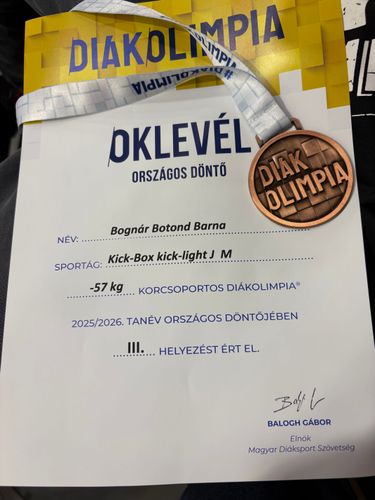 DIÁKOLIMPIA
#DIÁKOLIMPIA
OKLEVÉL
ORSZÁGOS DÖNTŐ
DIÁK
OLIMPIA
NÉV: Bognár Botond Barna
SPORTÁG: Kick-Box kick-light J M
-57 kg KORCSOPORTOS DIÁKOLIMPIA®
2025/2026. TANÉV ORSZÁGOS DÖNTŐJÉBEN
III. HELYEZÉST ÉRT EL.
BALOGH GÁBOR
Elnök
Magyar Diáksport Szövetség